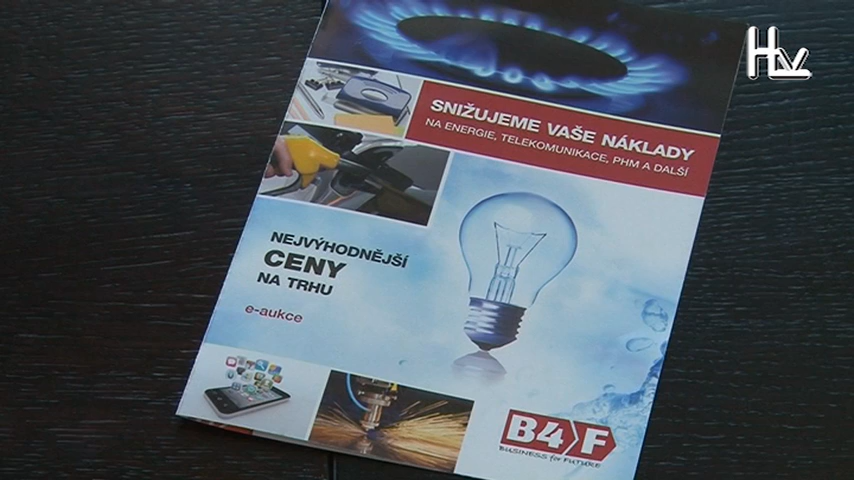 HTV
SNIŽUJEME VAŠE NÁKLADY
NA ENERGIE, TELEKOMUNIKACE, PHM A DALŠÍ
NEJVÝHODNĚJŠÍ
CENY
NA TRHU
e-aukce
B4F
BUSINESS for FUTURE